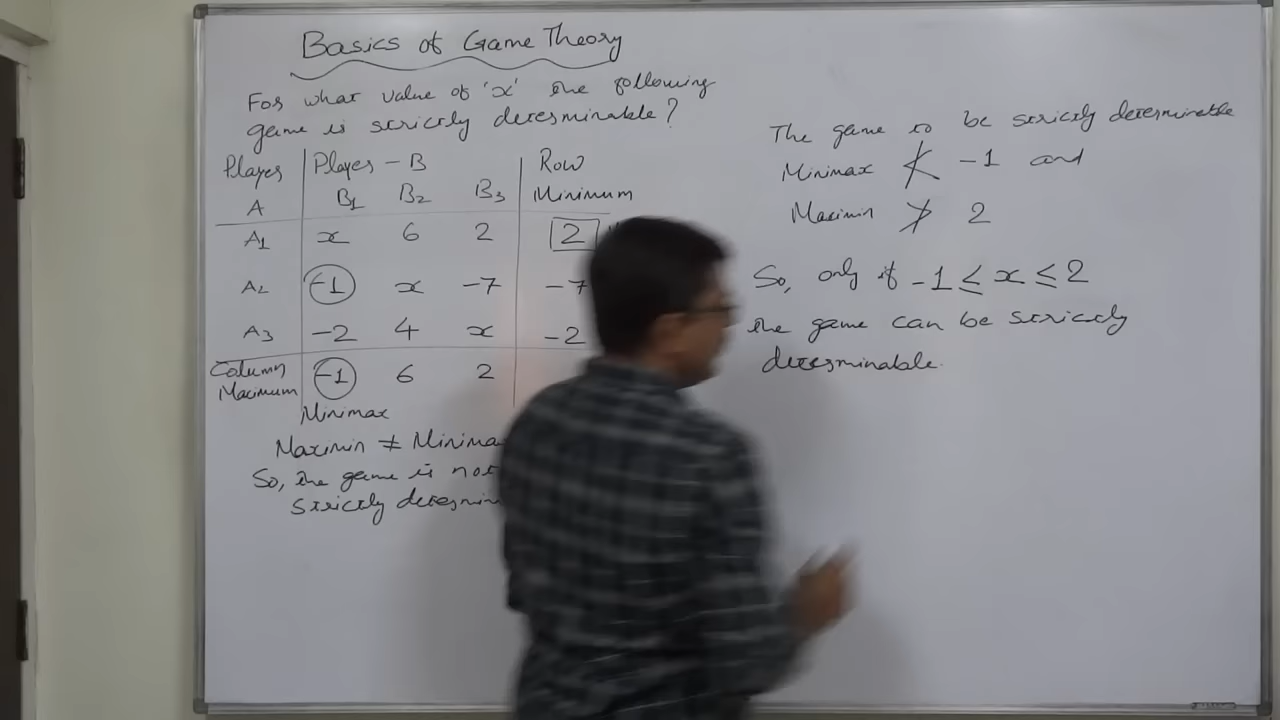 Basics of Game Theory
For what value of 'x' the following
game is strictly determinable?
Player Player - B Row
A B1 B2 B3 Minimum
A1 x 6 2 2
A2 -1 x -7 -7
A3 -2 4 x -2
Column
Maximum -1 6 2
Minimax
Maximin ≠ Minimax
So, the game is not
strictly
The game to be strictly determinable
Minimax ≮ -1 and
Maximin ≯ 2
So, only if -1 ≤ x ≤ 2
the game can be strictly
determinable.